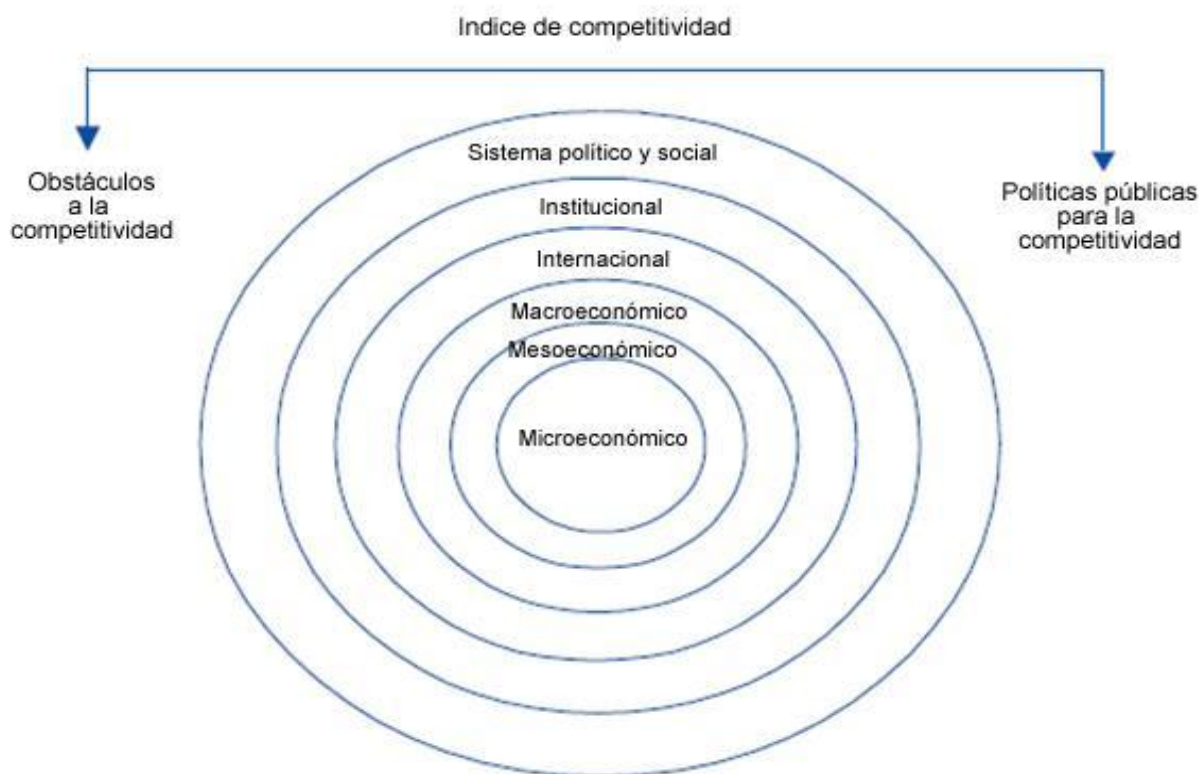 Indice de competitividad
Obstáculos
a la
competitividad
Sistema político y social
Institucional
Internacional
Macroeconómico
Mesoeconómico
Microeconómico
Políticas públicas
para la
competitividad